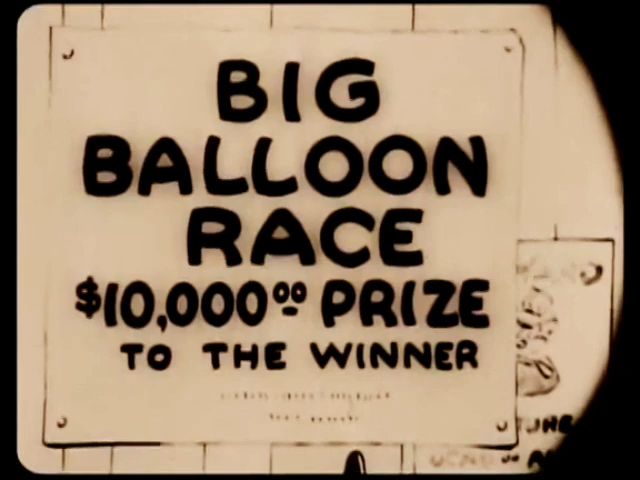 BIG
BALLOON
RACE
$10,000.00 PRIZE
TO THE WINNER